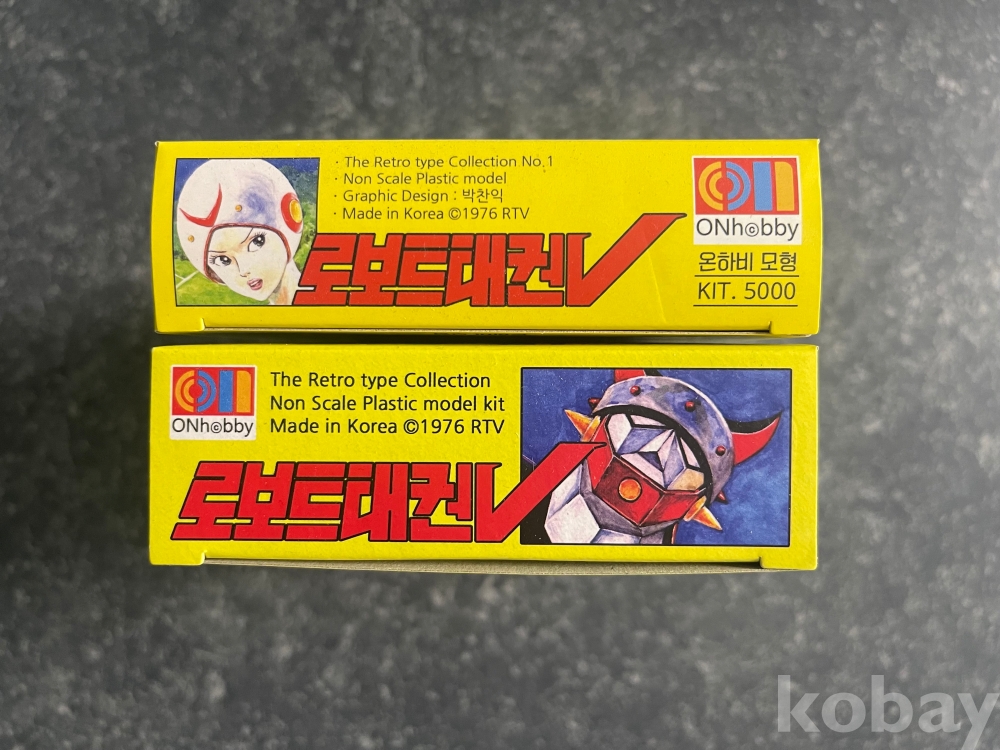 · The Retro type Collection No.1
· Non Scale Plastic model
· Graphic Design : 박찬익
· Made in Korea ©1976 RTV
로보트태권V
ON
ONhobby
온하비 모형
KIT. 5000
ON
ONhobby
The Retro type Collection
Non Scale Plastic model kit
Made in Korea ©1976 RTV
로보트태권V
kobay